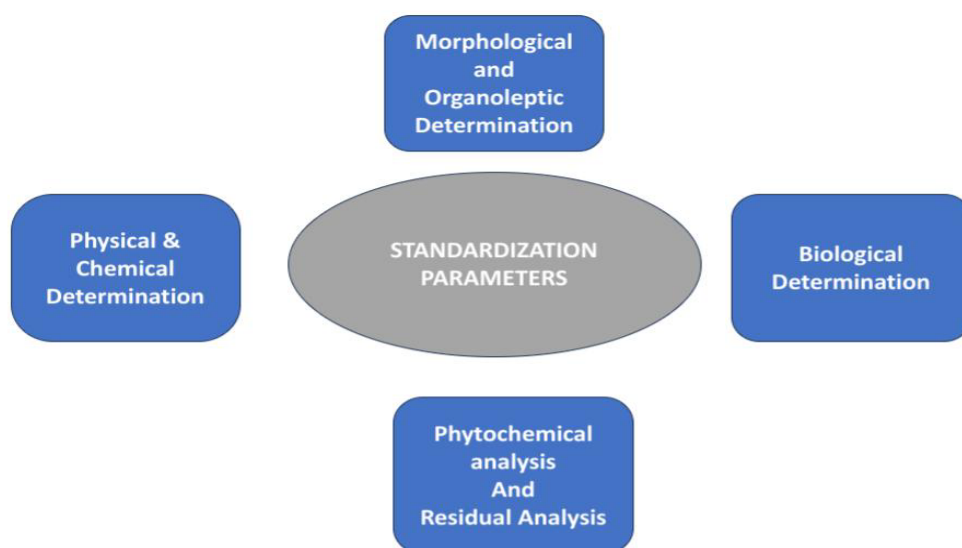 Morphological
and
Organoleptic
Determination
Physical &
Chemical
Determination
STANDARDIZATION
PARAMETERS
Biological
Determination
Phytochemical
analysis
And
Residual Analysis